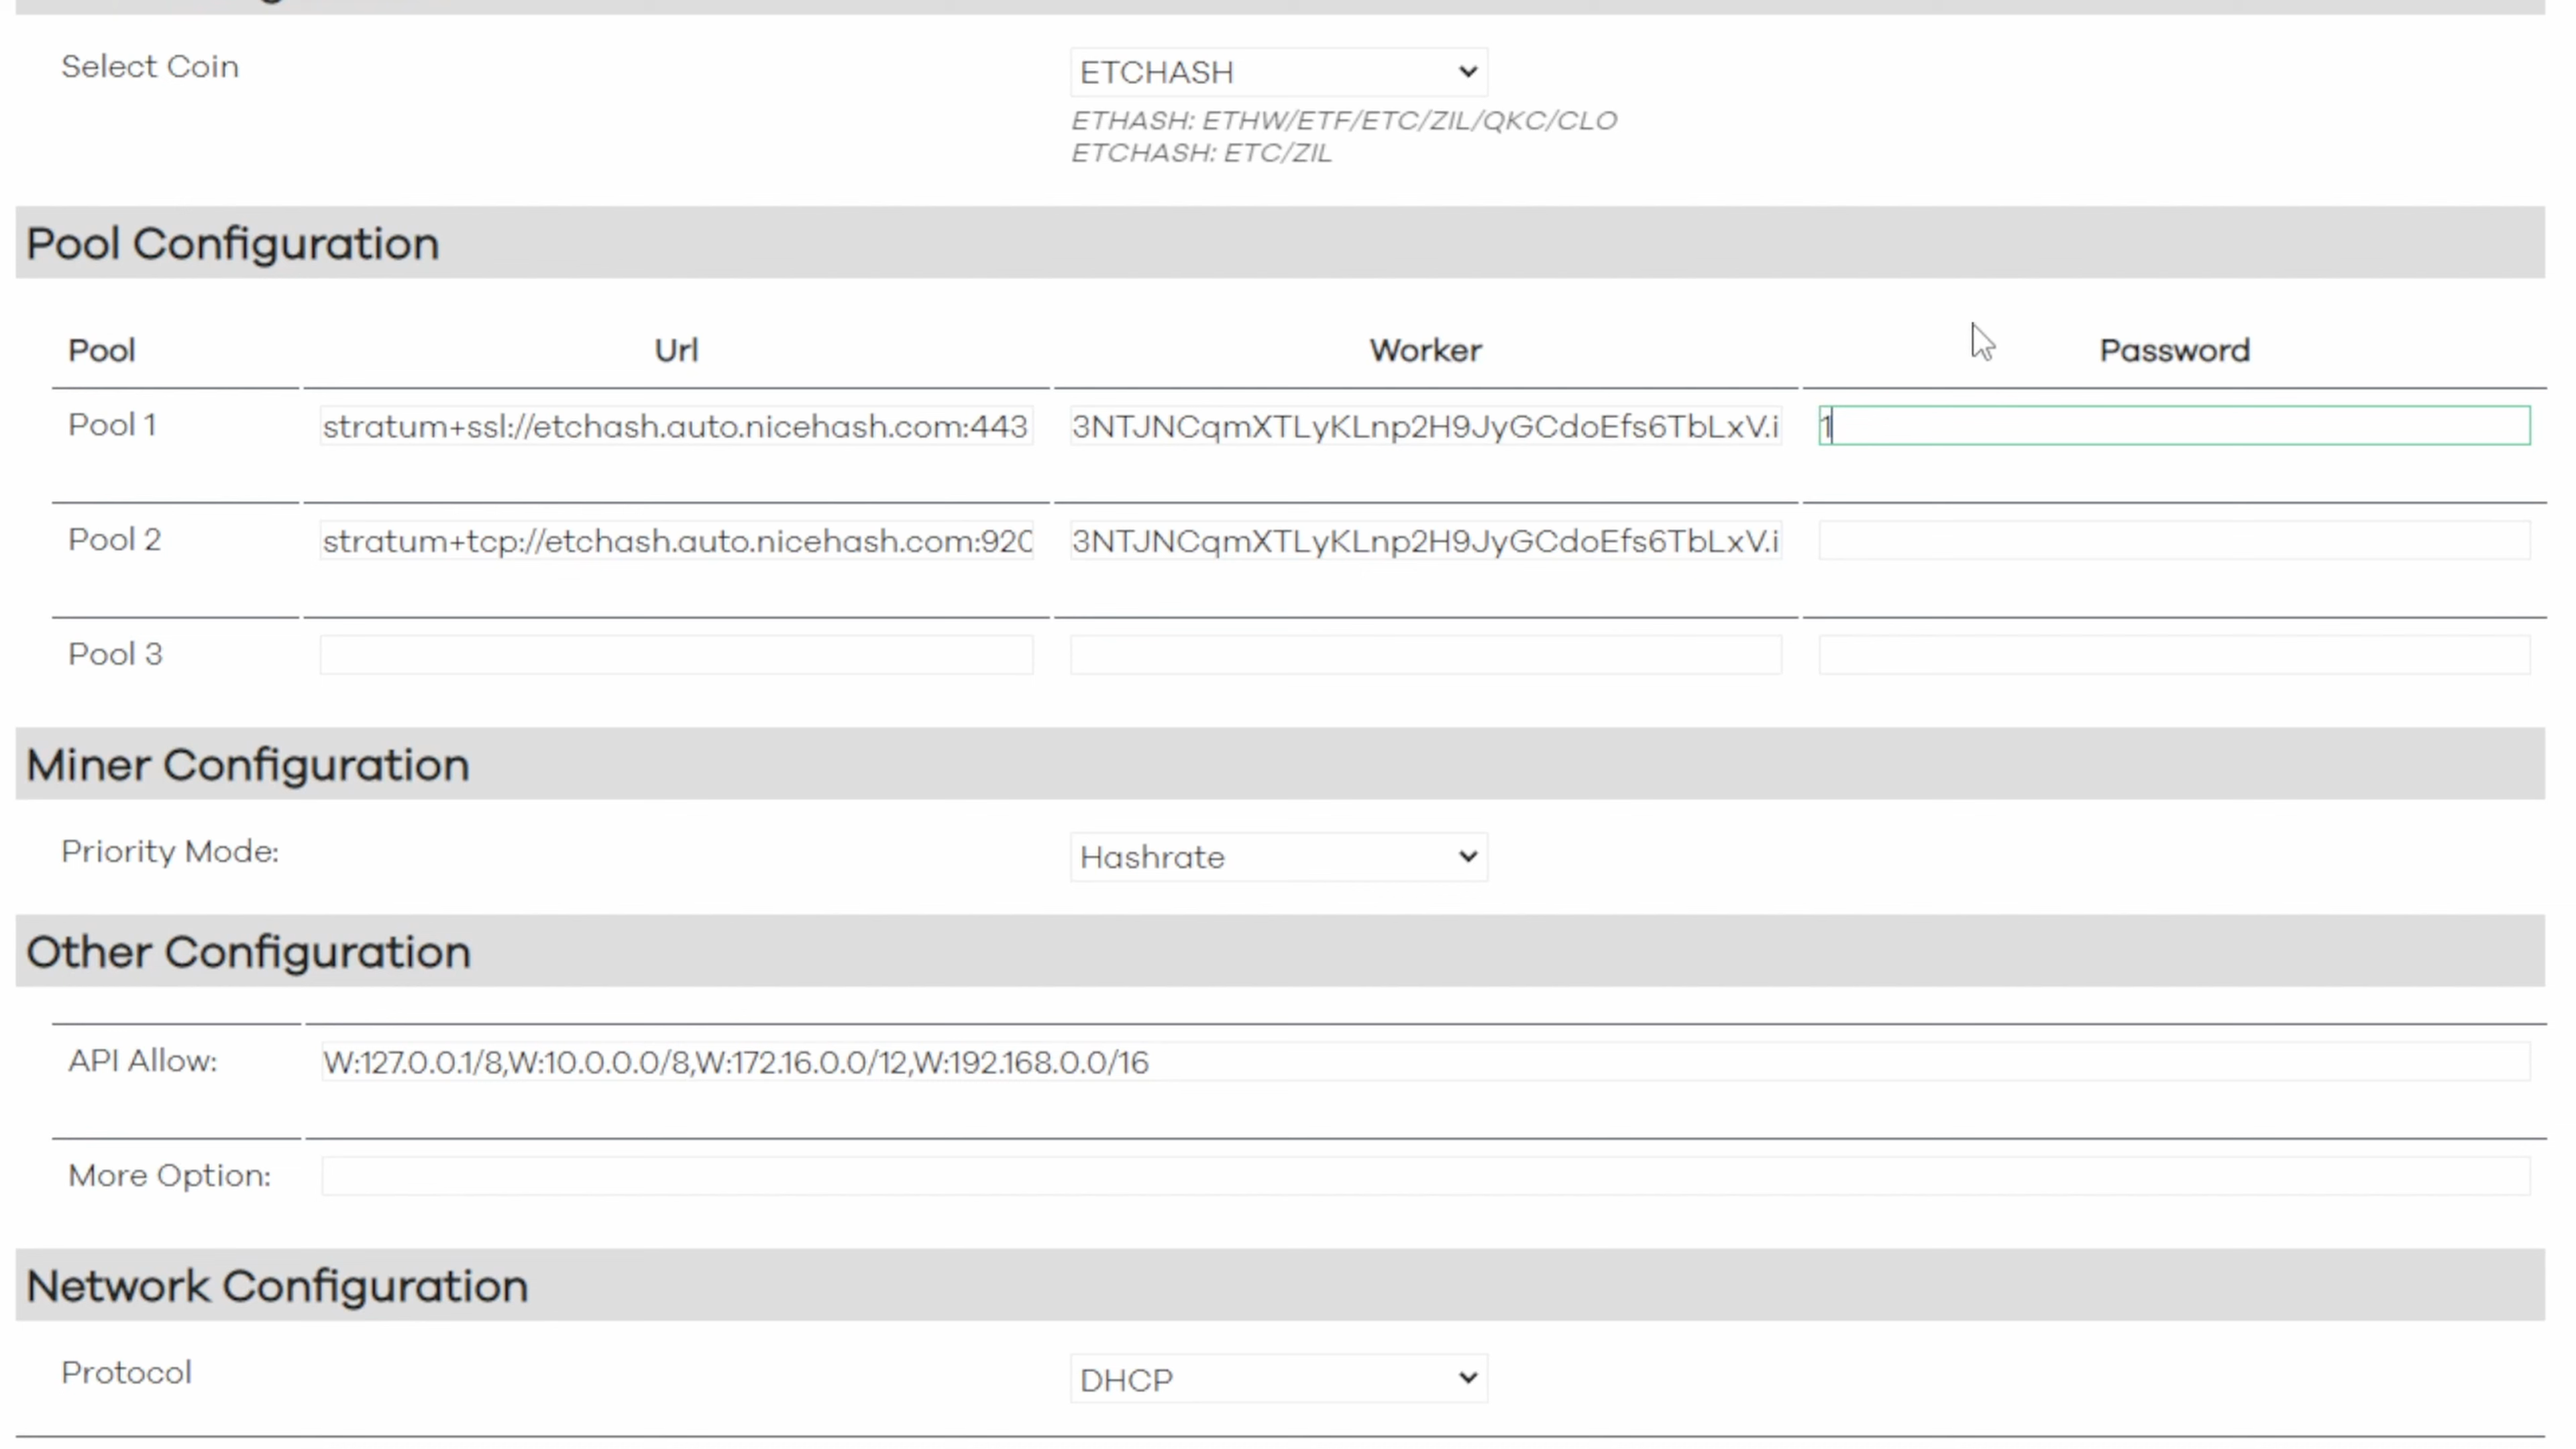 Select Coin
ETCHASH
ETHASH: ETHW/ETF/ETC/ZIL/QKC/CLO
ETCHASH: ETC/ZIL
Pool Configuration
Pool Url Worker Password
Pool 1 stratum+ssl://etchash.auto.nicehash.com:443 3NTJNCqmXTLyKLnp2H9JyGCdoEfs6TbLxV.i 1
Pool 2 stratum+tcp://etchash.auto.nicehash.com:920 3NTJNCqmXTLyKLnp2H9JyGCdoEfs6TbLxV.i
Pool 3
Miner Configuration
Priority Mode: Hashrate
Other Configuration
API Allow: W:127.0.0.1/8,W:10.0.0.0/8,W:172.16.0.0/12,W:192.168.0.0/16
More Option:
Network Configuration
Protocol DHCP